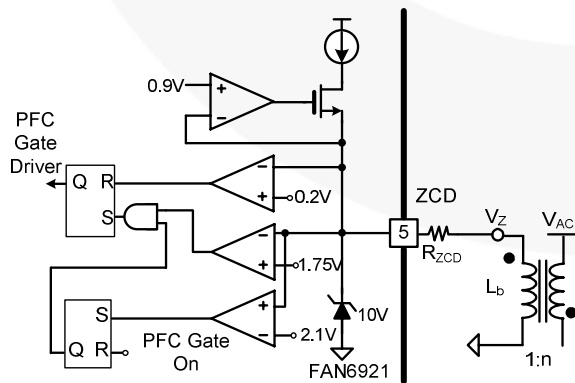 0.9V
+
-
PFC
Gate
Driver
Q R
S
-
+
0.2V
ZCD
5
R_ZCD
V_Z
V_AC
-
+
1.75V
L_b
S
Q R
+
-
2.1V
PFC Gate
On
10V
FAN6921
1:n